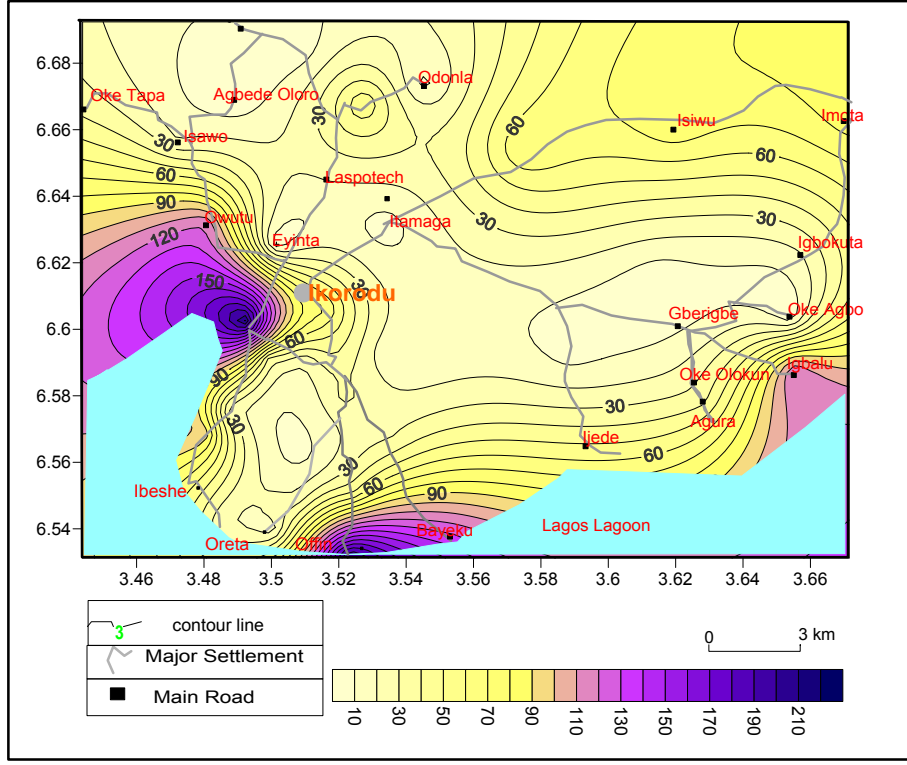 6.68
6.66
6.64
6.62
6.6
6.58
6.56
6.54
Odonla
Oke Tapa
Agbede Oloro
Isawo
30
30
60
Isiwu
Imota
60
90
Laspotech
60
Owutu
Itamaga
30
30
120
Eyinta
Igbokuta
150
Ikorodu
30
Gberigbe
Oke Agbo
60
Igbalu
90
Oke Olokun
30
30
Agura
Ijede
30
60
Ibeshe
60
90
Oreta
Offin
Bayeku
Lagos Lagoon
3.46 3.48 3.5 3.52 3.54 3.56 3.58 3.6 3.62 3.64 3.66
3
contour line
Major Settlement
Main Road
0 3 km
10 30 50 70 90 110 130 150 170 190 210